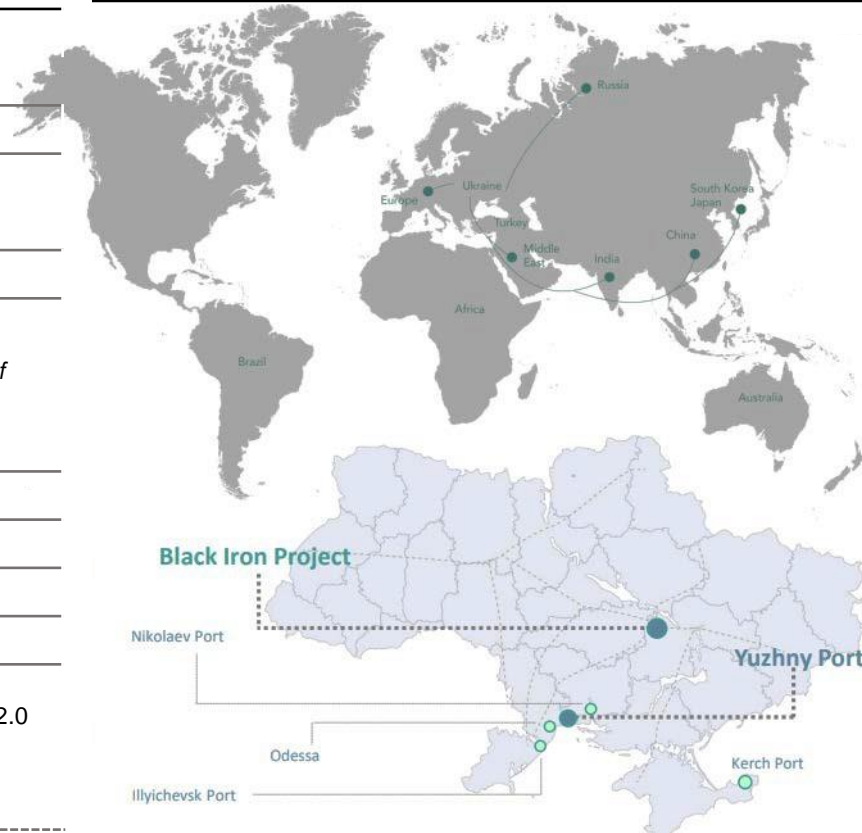 Russia
Ukraine
Europe
South Korea
Japan
Turkey
China
Middle
East
India
Africa
Brazil
Australia
f
Black Iron Project
Nikolaev Port
Yuzhny Port
2.0
Odessa
Kerch Port
Illyichevsk Port